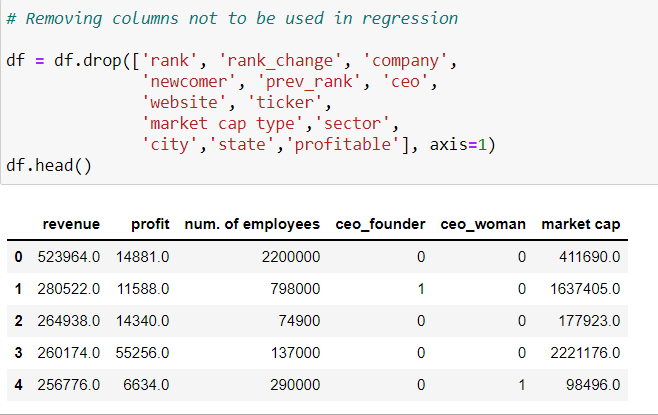 # Removing columns not to be used in regression
df = df.drop(['rank', 'rank_change', 'company',
'newcomer', 'prev_rank', 'ceo',
'website', 'ticker',
'market cap type','sector',
'city','state','profitable'], axis=1)
df.head()
revenue profit num. of employees ceo_founder ceo_woman market cap
0 523964.0 14881.0 2200000 0 0 411690.0
1 280522.0 11588.0 798000 1 0 1637405.0
2 264938.0 14340.0 74900 0 0 177923.0
3 260174.0 55256.0 137000 0 0 2221176.0
4 256776.0 6634.0 290000 0 1 98496.0